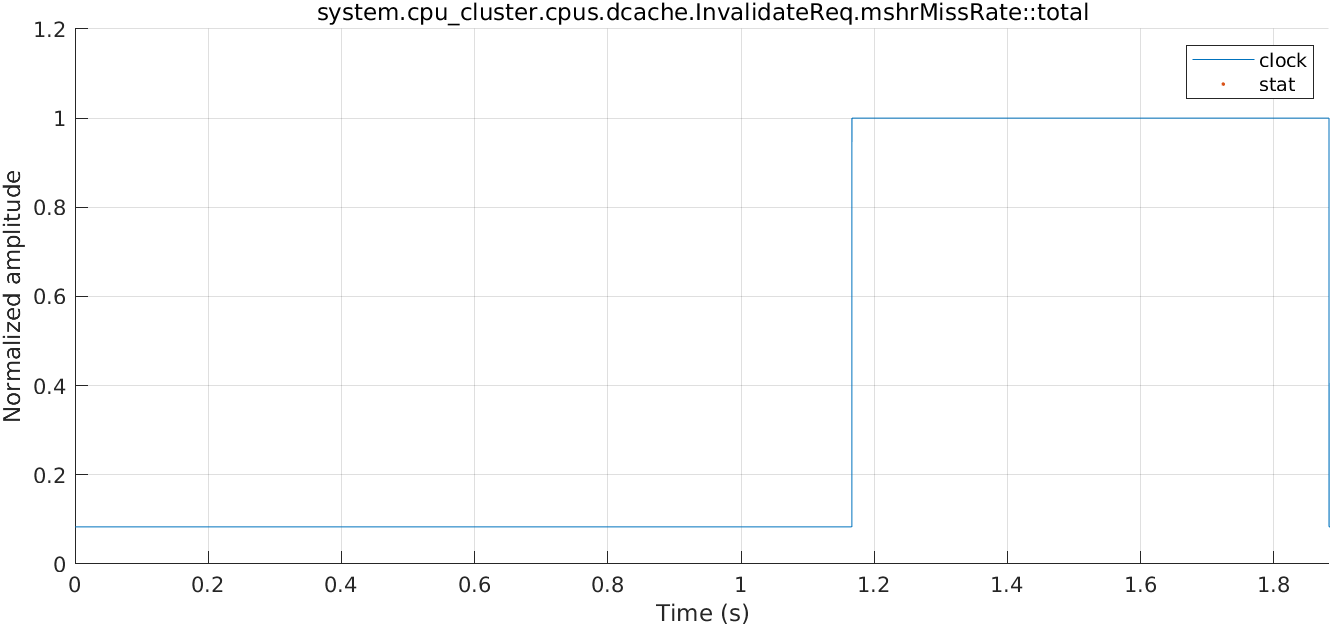 system.cpu_cluster.cpus.dcache.InvalidateReq.mshrMissRate::total
1.2
1
0.8
0.6
0.4
0.2
0
Normalized amplitude
clock
stat
0 0.2 0.4 0.6 0.8 1 1.2 1.4 1.6 1.8
Time (s)